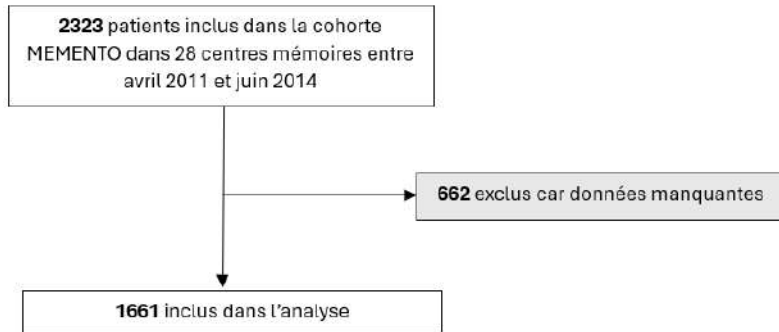 2323 patients inclus dans la cohorte
MEMENTO dans 28 centres mémoires entre
avril 2011 et juin 2014
662 exclus car données manquantes
1661 inclus dans l'analyse